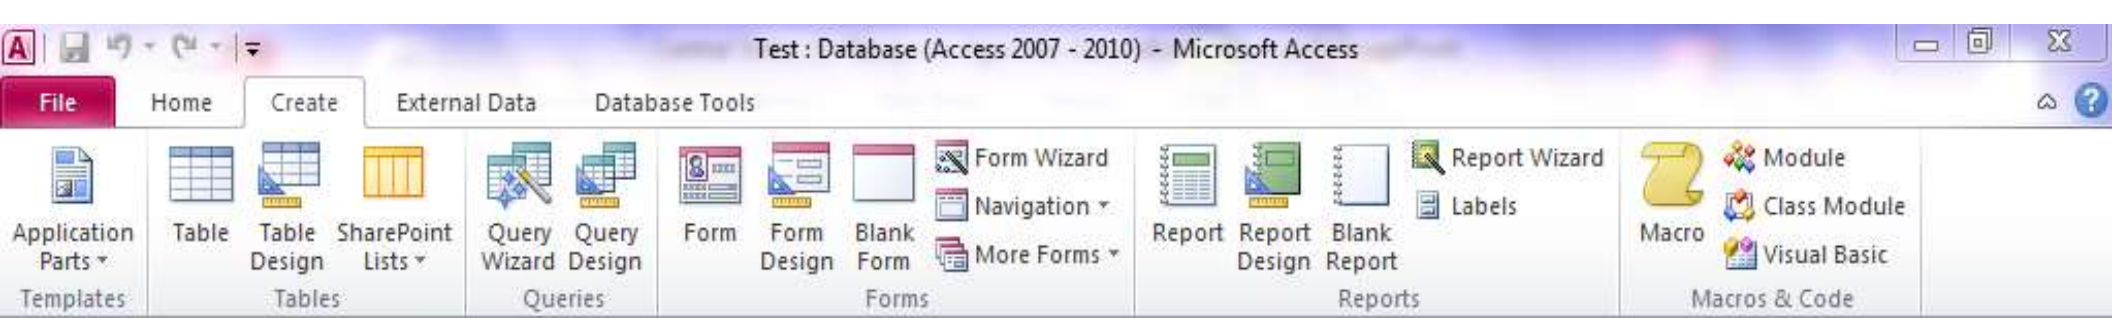 A
Test : Database (Access 2007 - 2010) - Microsoft Access
File Home Create External Data Database Tools
?
Application Parts
Templates
Table
Table Design
SharePoint Lists
Tables
Query Wizard
Query Design
Queries
Form
Form Design
Blank Form
Form Wizard
Navigation
More Forms
Forms
Report
Report Design
Blank Report
Report Wizard
Labels
Reports
Macro
Module
Class Module
Visual Basic
Macros & Code